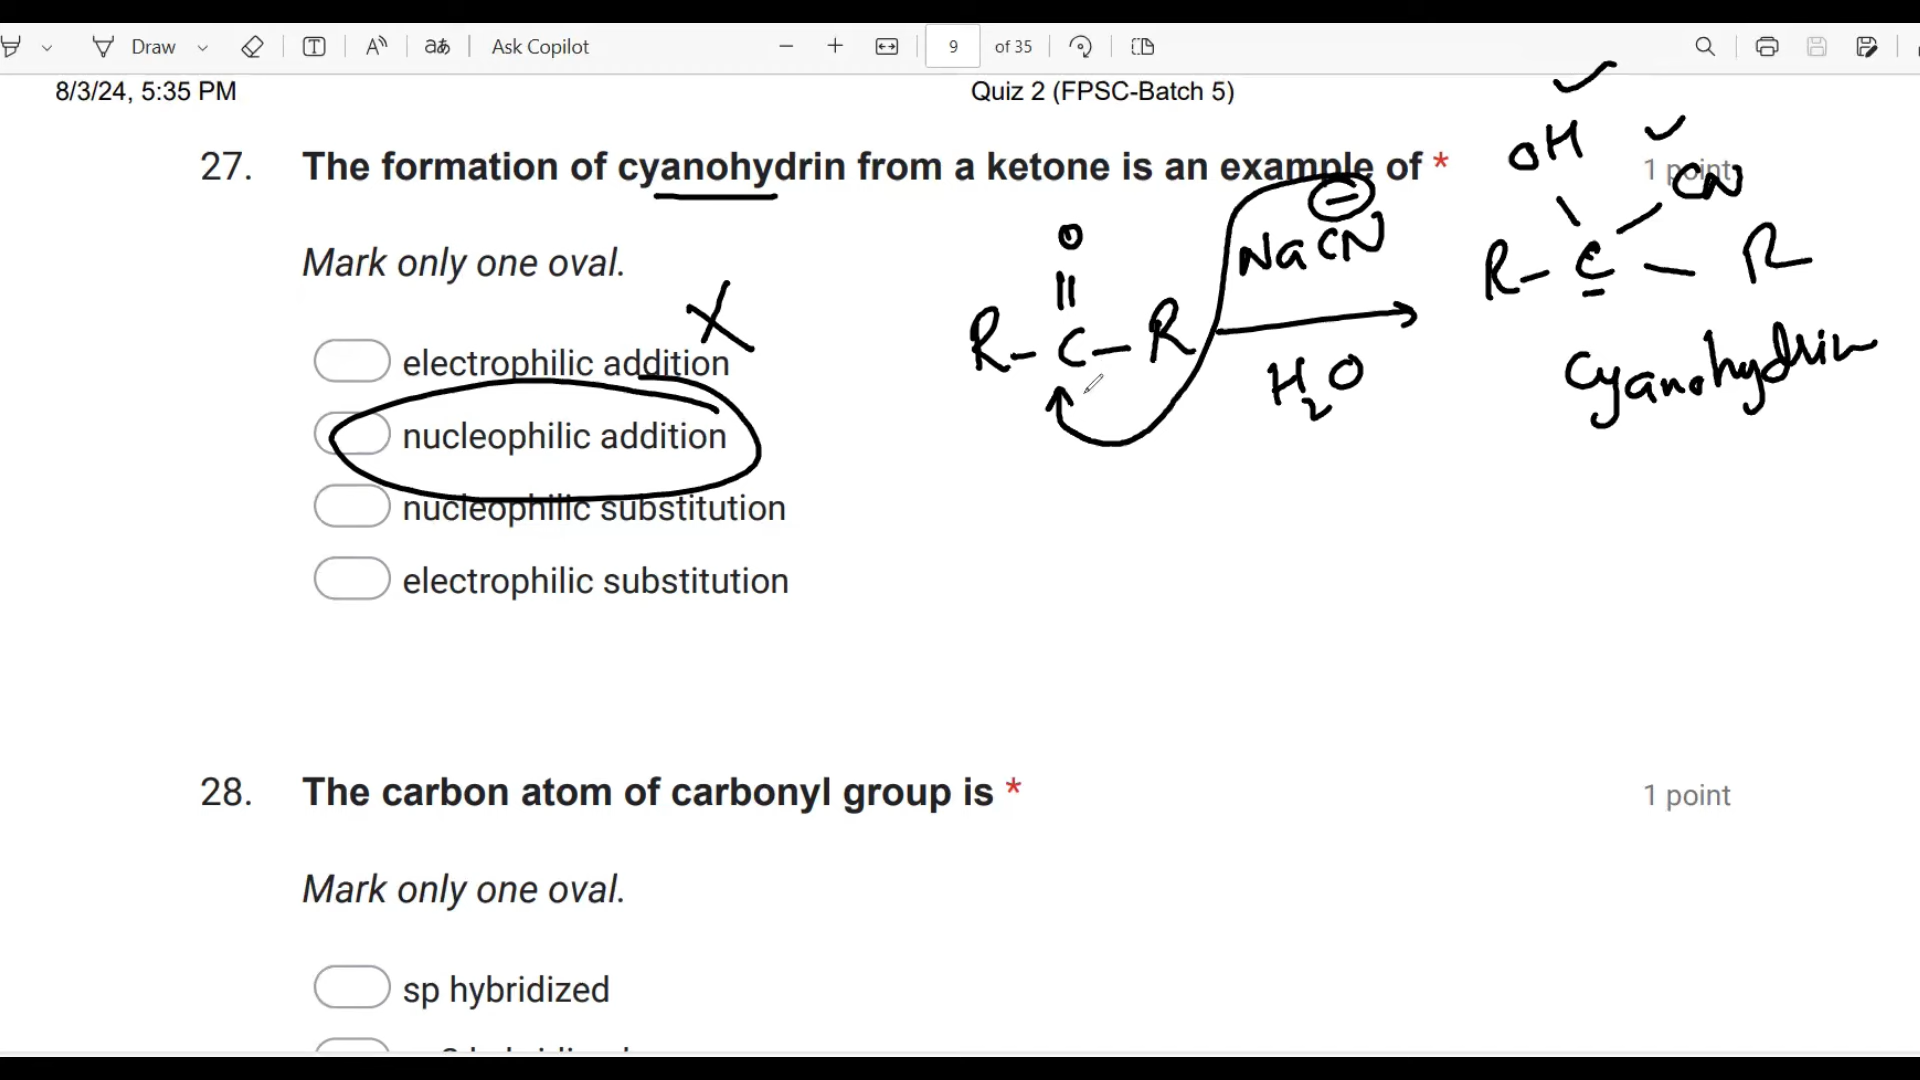 Draw
aあ
Ask Copilot
9 of 35
8/3/24, 5:35 PM
Quiz 2 (FPSC-Batch 5)
27. The formation of cyanohydrin from a ketone is an example of *
1 point
Mark only one oval.
electrophilic addition
nucleophilic addition
nucleophilic substitution
electrophilic substitution
O
||
R-C-R
NaCN
H2O
OH
CN
R-C-R
Cyanohydrin
28. The carbon atom of carbonyl group is *
1 point
Mark only one oval.
sp hybridized